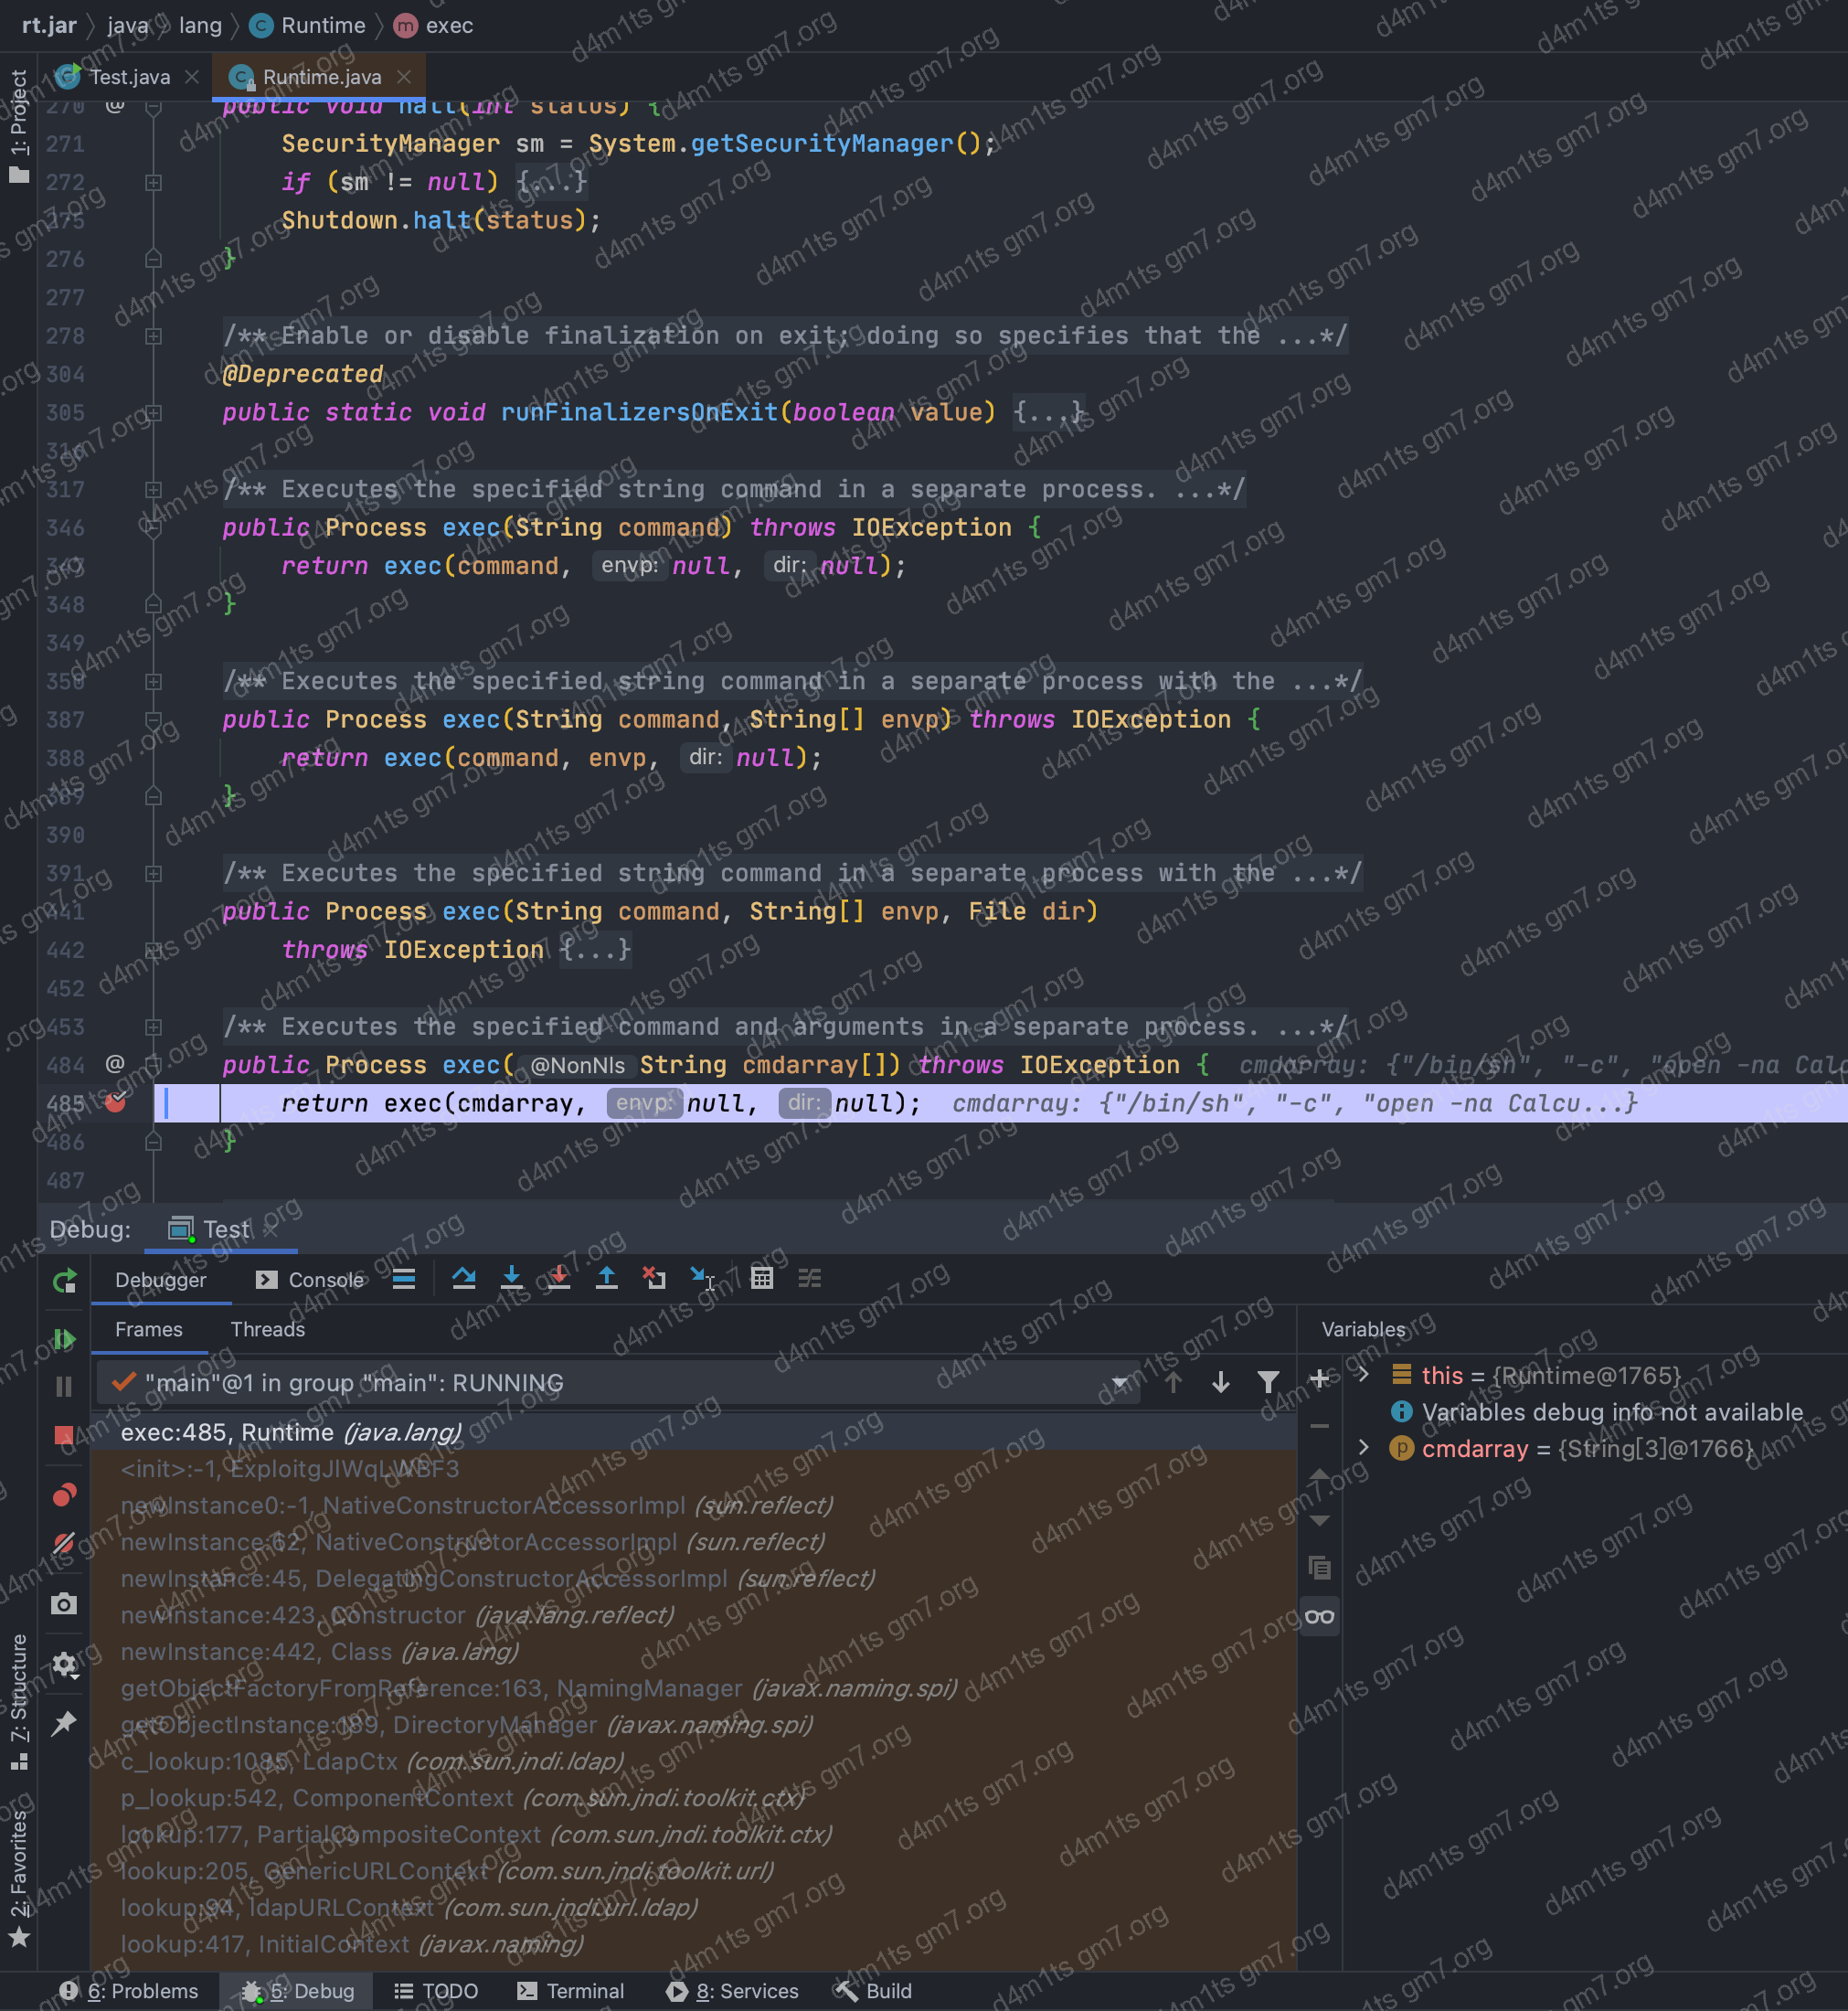 rt.jar java lang Runtime exec
Test.java Runtime.java
1: Project
270 public void halt(int status) {
271 SecurityManager sm = System.getSecurityManager();
272 if (sm != null) {...}
275 Shutdown.halt(status);
276 }
277
278 /** Enable or disable finalization on exit; doing so specifies that the ...*/
304 @Deprecated
305 public static void runFinalizersOnExit(boolean value) {...}
316
317 /** Executes the specified string command in a separate process. ...*/
346 public Process exec(String command) throws IOException {
347 return exec(command, envp: null, dir: null);
348 }
349
350 /** Executes the specified string command in a separate process with the ...*/
387 public Process exec(String command, String[] envp) throws IOException {
388 return exec(command, envp, dir: null);
389 }
390
391 /** Executes the specified string command in a separate process with the ...*/
441 public Process exec(String command, String[] envp, File dir)
442 throws IOException {...}
452
453 /** Executes the specified command and arguments in a separate process. ...*/
484 @ public Process exec( @NonNls String cmdarray[]) throws IOException { cmdarray: {"/bin/sh", "-c", "open -na Calc
485 return exec(cmdarray, envp: null, dir: null); cmdarray: {"/bin/sh", "-c", "open -na Calcu...}
486 }
487
Debug: Test
Debugger Console
Frames Threads
Variables
"main"@1 in group "main": RUNNING
exec:485, Runtime (java.lang)
<init>:-1, ExploitgJlWqLWBF3
newInstance0:-1, NativeConstructorAccessorImpl (sun.reflect)
newInstance:62, NativeConstructorAccessorImpl (sun.reflect)
newInstance:45, DelegatingConstructorAccessorImpl (sun.reflect)
newInstance:423, Constructor (java.lang.reflect)
newInstance:442, Class (java.lang)
getObjectFactoryFromReference:163, NamingManager (javax.naming.spi)
getObjectInstance:189, DirectoryManager (javax.naming.spi)
c_lookup:1085, LdapCtx (com.sun.jndi.ldap)
p_lookup:542, ComponentContext (com.sun.jndi.toolkit.ctx)
lookup:177, PartialCompositeContext (com.sun.jndi.toolkit.ctx)
lookup:205, GenericURLContext (com.sun.jndi.toolkit.url)
lookup:94, ldapURLContext (com.sun.jndi.url.ldap)
lookup:417, InitialContext (javax.naming)
this = {Runtime@1765}
Variables debug info not available
cmdarray = {String[3]@1766}
7: Structure
2: Favorites
6: Problems 5: Debug TODO Terminal 8: Services Build
d4m1ts gm7.org